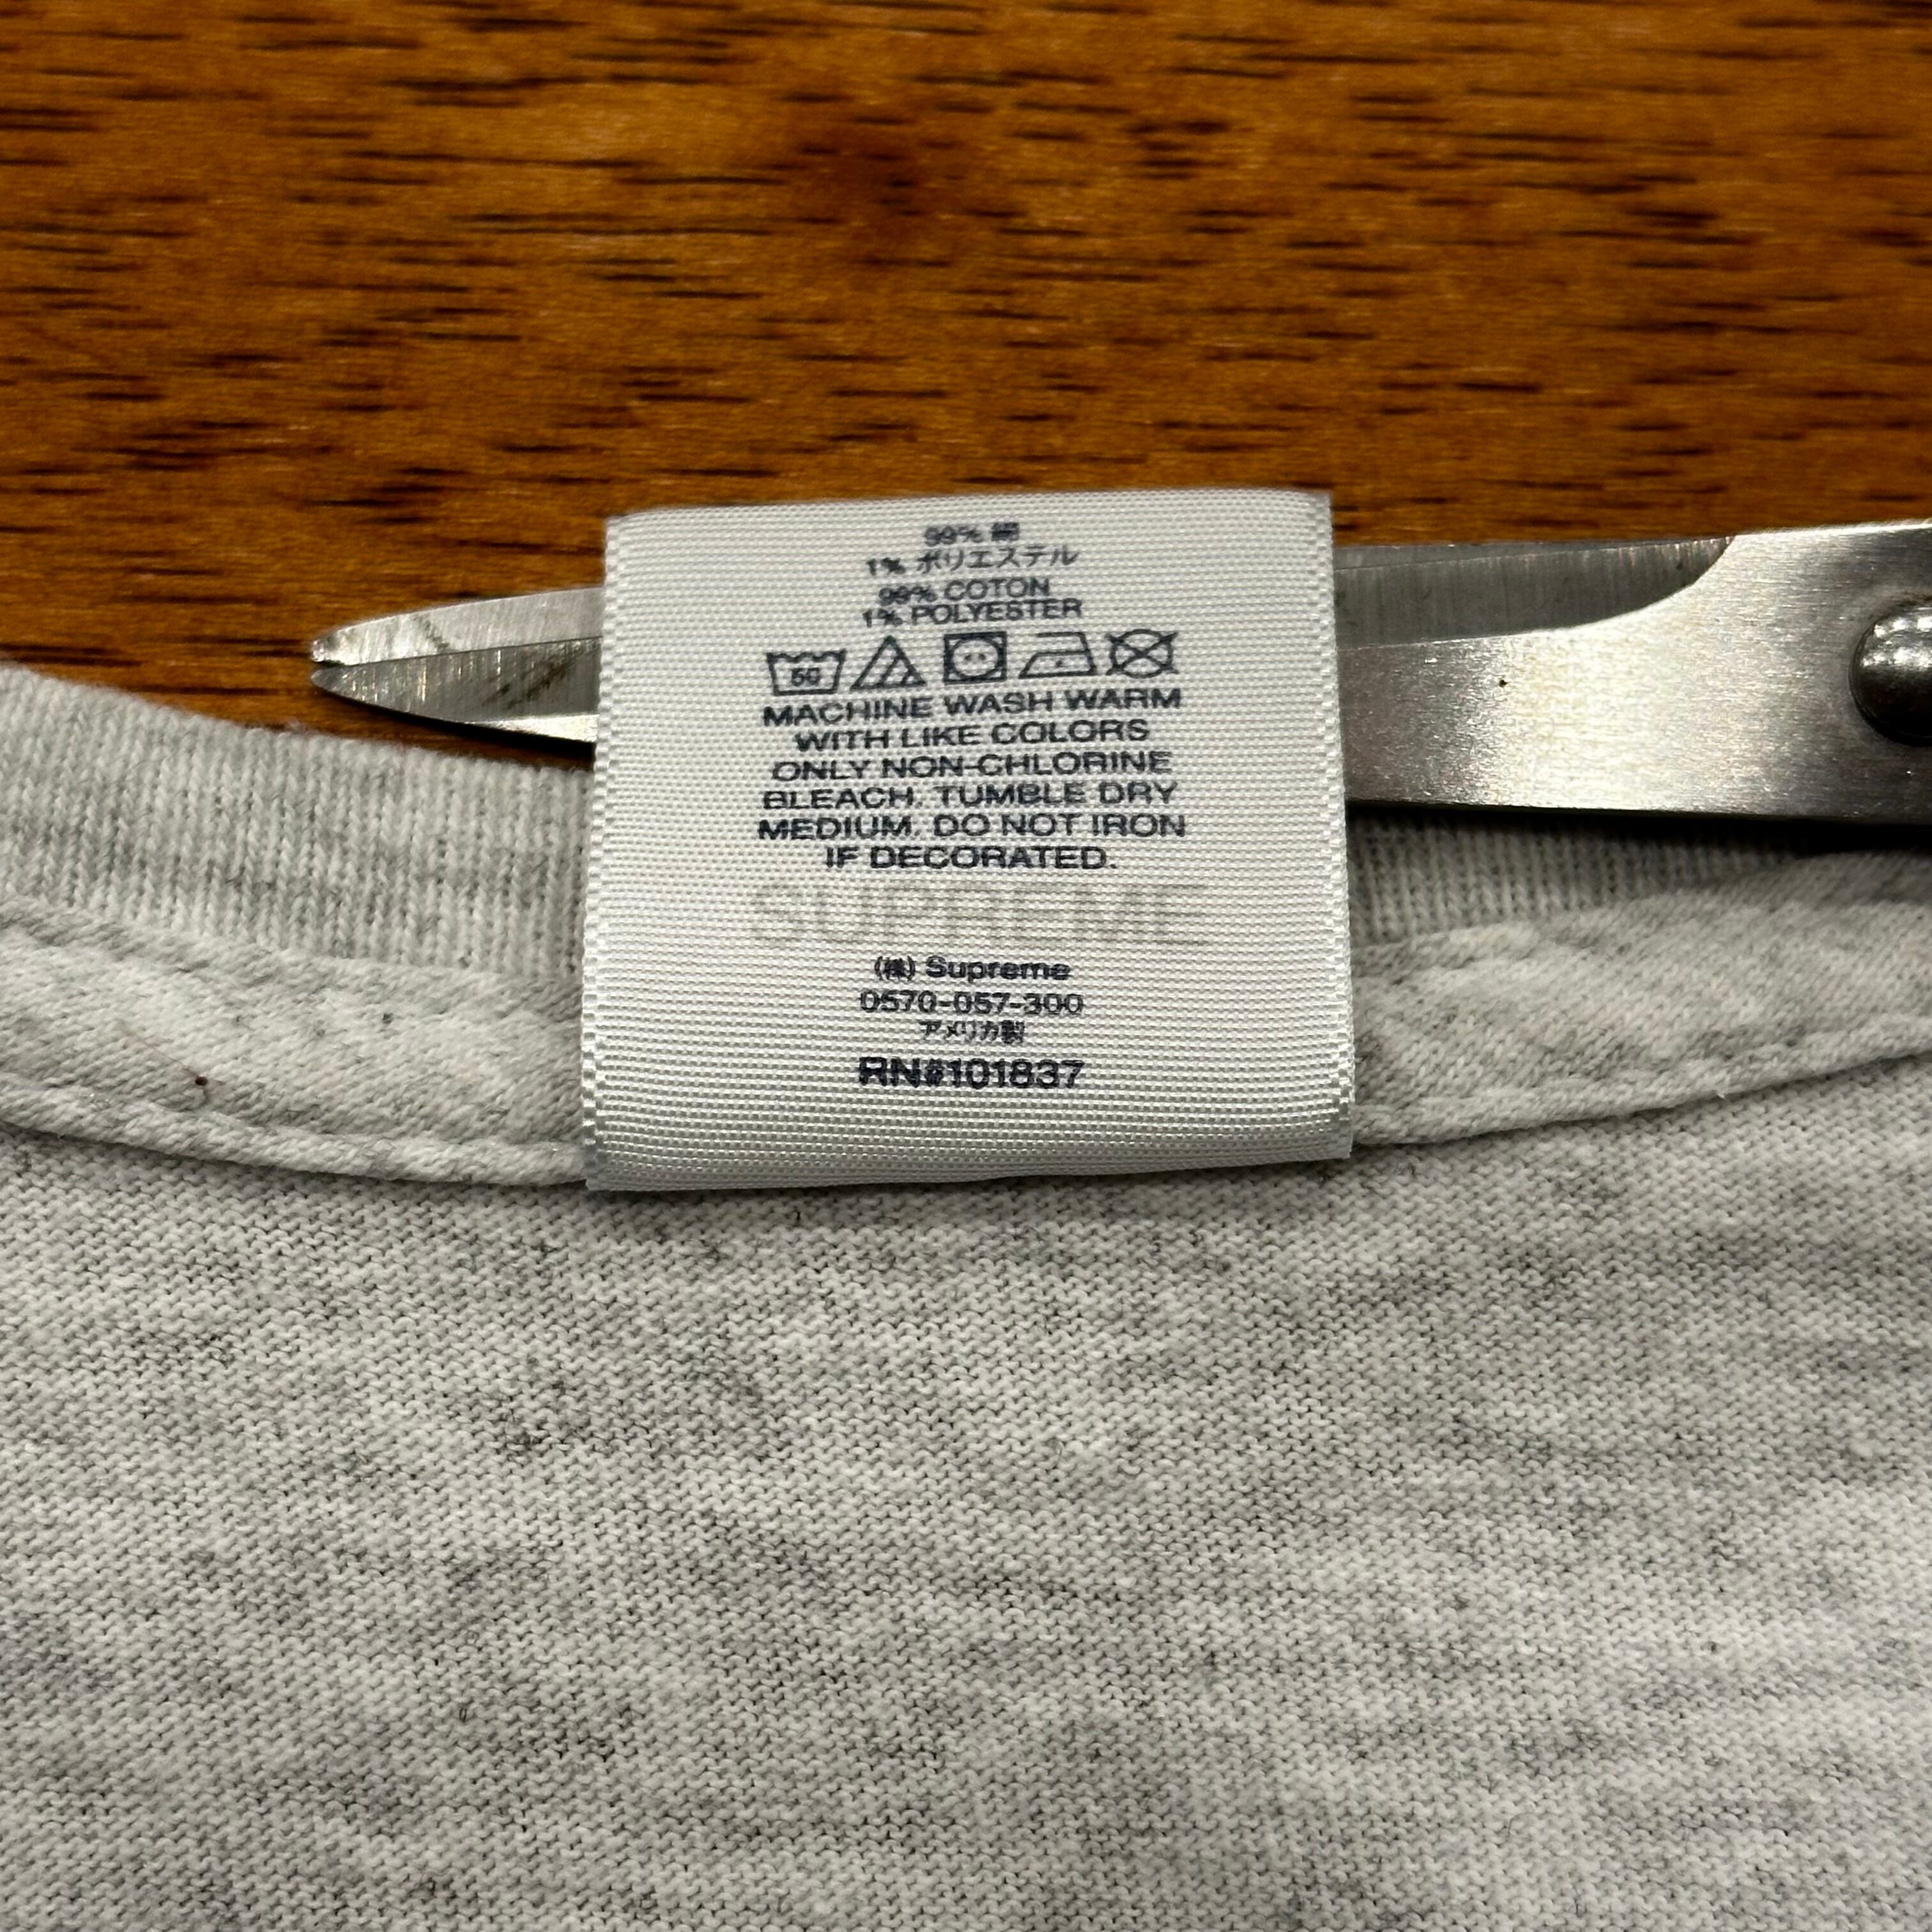 99% 綿
1% ポリエステル
99% COTON
1% POLYESTER
50
MACHINE WASH WARM
WITH LIKE COLORS
ONLY NON-CHLORINE
BLEACH. TUMBLE DRY
MEDIUM. DO NOT IRON
IF DECORATED.
SUPREME
(株) Supreme
0570-057-300
アメリカ製
RN#101837